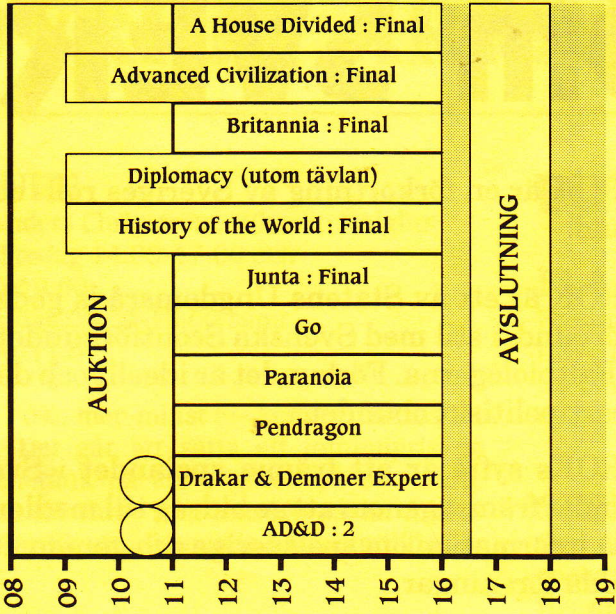 A House Divided : Final
Advanced Civilization : Final
Britannia : Final
Diplomacy (utom tävlan)
History of the World : Final
Junta : Final
Go
Paranoia
Pendragon
Drakar & Demoner Expert
AD&D : 2
AUKTION
AVSLUTNING
08 09 10 11 12 13 14 15 16 17 18 19